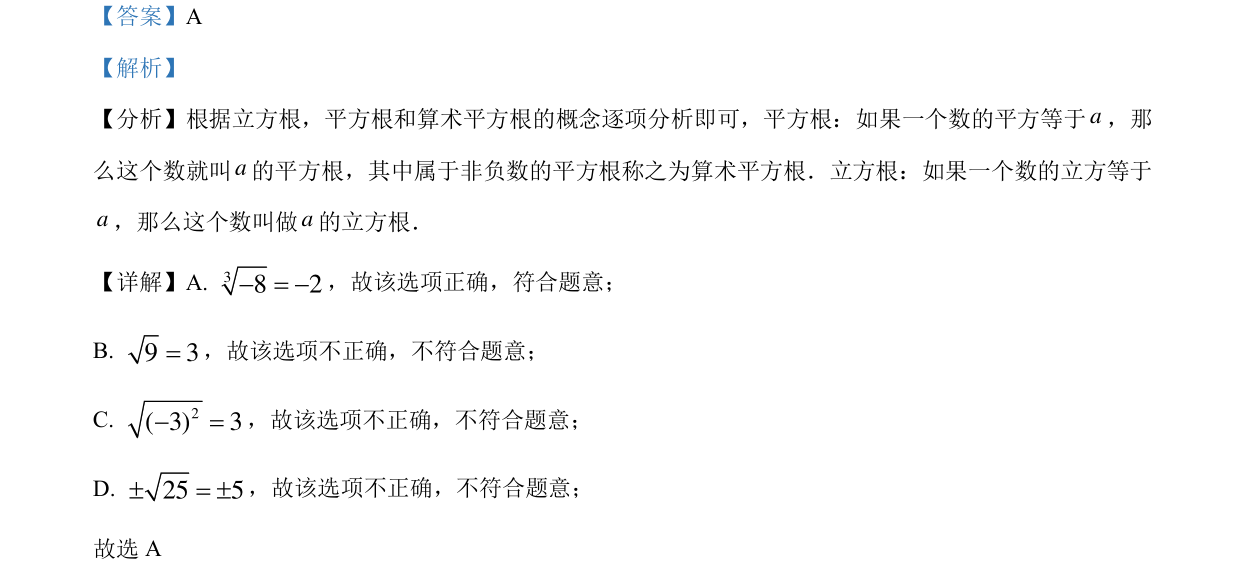 【答案】A
【解析】
【分析】根据立方根，平方根和算术平方根的概念逐项分析即可，平方根：如果一个数的平方等于 a ，那
么这个数就叫 a 的平方根，其中属于非负数的平方根称之为算术平方根．立方根：如果一个数的立方等于
a ，那么这个数叫做 a 的立方根．
【详解】A. ∛−8 = −2，故该选项正确，符合题意；
B. √9 = 3，故该选项不正确，不符合题意；
C. √(−3)² = 3，故该选项不正确，不符合题意；
D. ±√25 = ±5，故该选项不正确，不符合题意；
故选 A